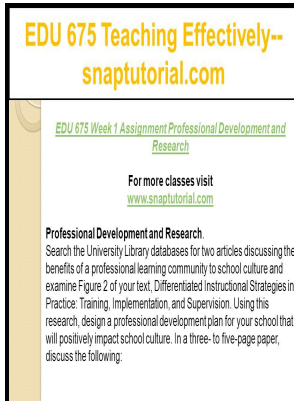 EDU 675 Teaching Effectively--
snaptutorial.com
EDU 675 Week 1 Assignment Professional Development and
Research
For more classes visit
www.snaptutorial.com
Professional Development and Research.
Search the University Library databases for two articles discussing the
benefits of a professional learning community to school culture and
examine Figure 2 of your text, Differentiated Instructional Strategies in
Practice: Training, Implementation, and Supervision. Using this
research, design a professional development plan for your school that
will positively impact school culture. In a three- to five-page paper,
discuss the following: